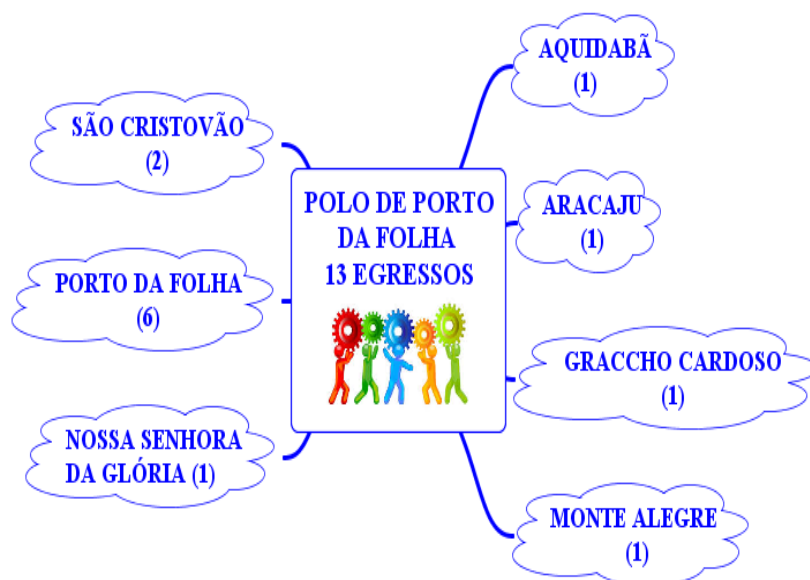 AQUIDABÃ
(1)
SÃO CRISTOVÃO
(2)
POLO DE PORTO
DA FOLHA
13 EGRESSOS
ARACAJU
(1)
PORTO DA FOLHA
(6)
GRACCHO CARDOSO
(1)
NOSSA SENHORA
DA GLÓRIA (1)
MONTE ALEGRE
(1)